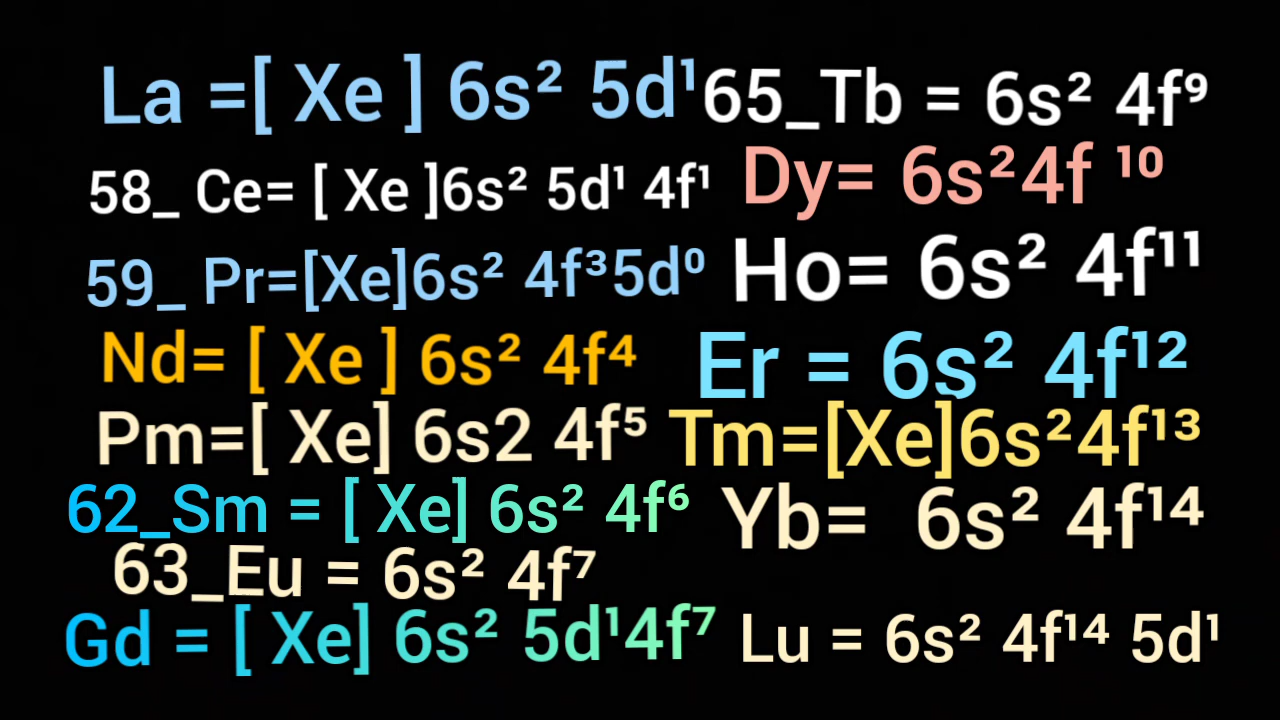 La =[ Xe ] 6s² 5d¹
58_ Ce= [ Xe ]6s² 5d¹ 4f¹
59_ Pr=[Xe]6s² 4f³5d⁰
Nd= [ Xe ] 6s² 4f⁴
Pm=[ Xe] 6s2 4f⁵
62_Sm = [ Xe] 6s² 4f⁶
63_Eu = 6s² 4f⁷
Gd = [ Xe] 6s² 5d¹4f⁷
65_Tb = 6s² 4f⁹
Dy= 6s²4f ¹⁰
Ho= 6s² 4f¹¹
Er = 6s² 4f¹²
Tm=[Xe]6s²4f¹³
Yb= 6s² 4f¹⁴
Lu = 6s² 4f¹⁴ 5d¹